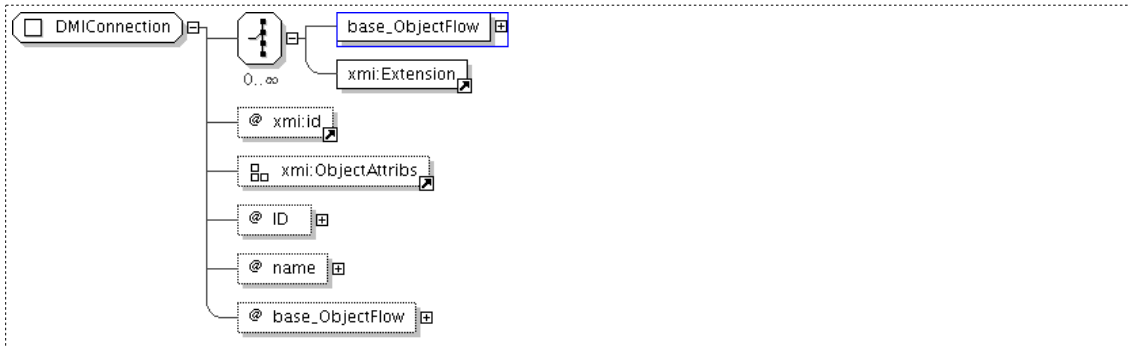 DMIConnection
base_ObjectFlow
0..∞
xmi:Extension
@ xmi:id
xmi:ObjectAttribs
@ ID
@ name
@ base_ObjectFlow